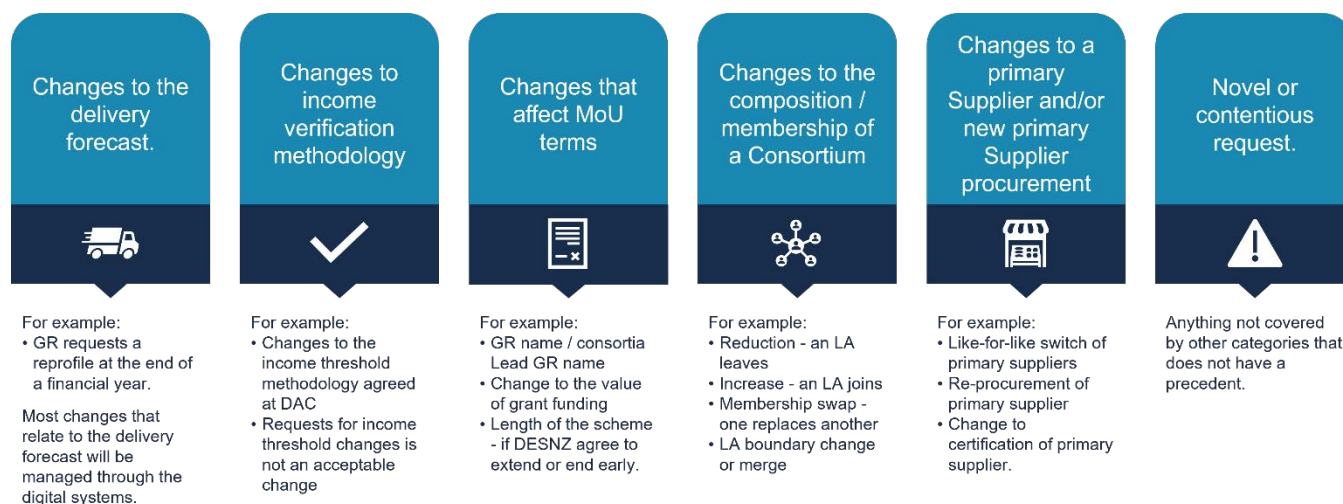 Changes to the
delivery
forecast.
For example:
• GR requests a
reprofile at the end of
a financial year.
Most changes that
relate to the delivery
forecast will be
managed through the
digital systems.
Changes to
income
verification
methodology
For example:
• Changes to the
income threshold
methodology agreed
at DAC
• Requests for income
threshold changes is
not an acceptable
change
Changes that
affect MoU
terms
For example:
• GR name / consortia
Lead GR name
• Change to the value
of grant funding
• Length of the scheme
- if DESNZ agree to
extend or end early.
Changes to the
composition /
membership of
a Consortium
For example:
• Reduction - an LA
leaves
• Increase - an LA joins
• Membership swap -
one replaces another
• LA boundary change
or merge
Changes to a
primary
Supplier and/or
new primary
Supplier
procurement
For example:
• Like-for-like switch of
primary suppliers
• Re-procurement of
primary supplier
• Change to
certification of primary
supplier.
Novel or
contentious
request.
Anything not covered
by other categories that
does not have a
precedent.